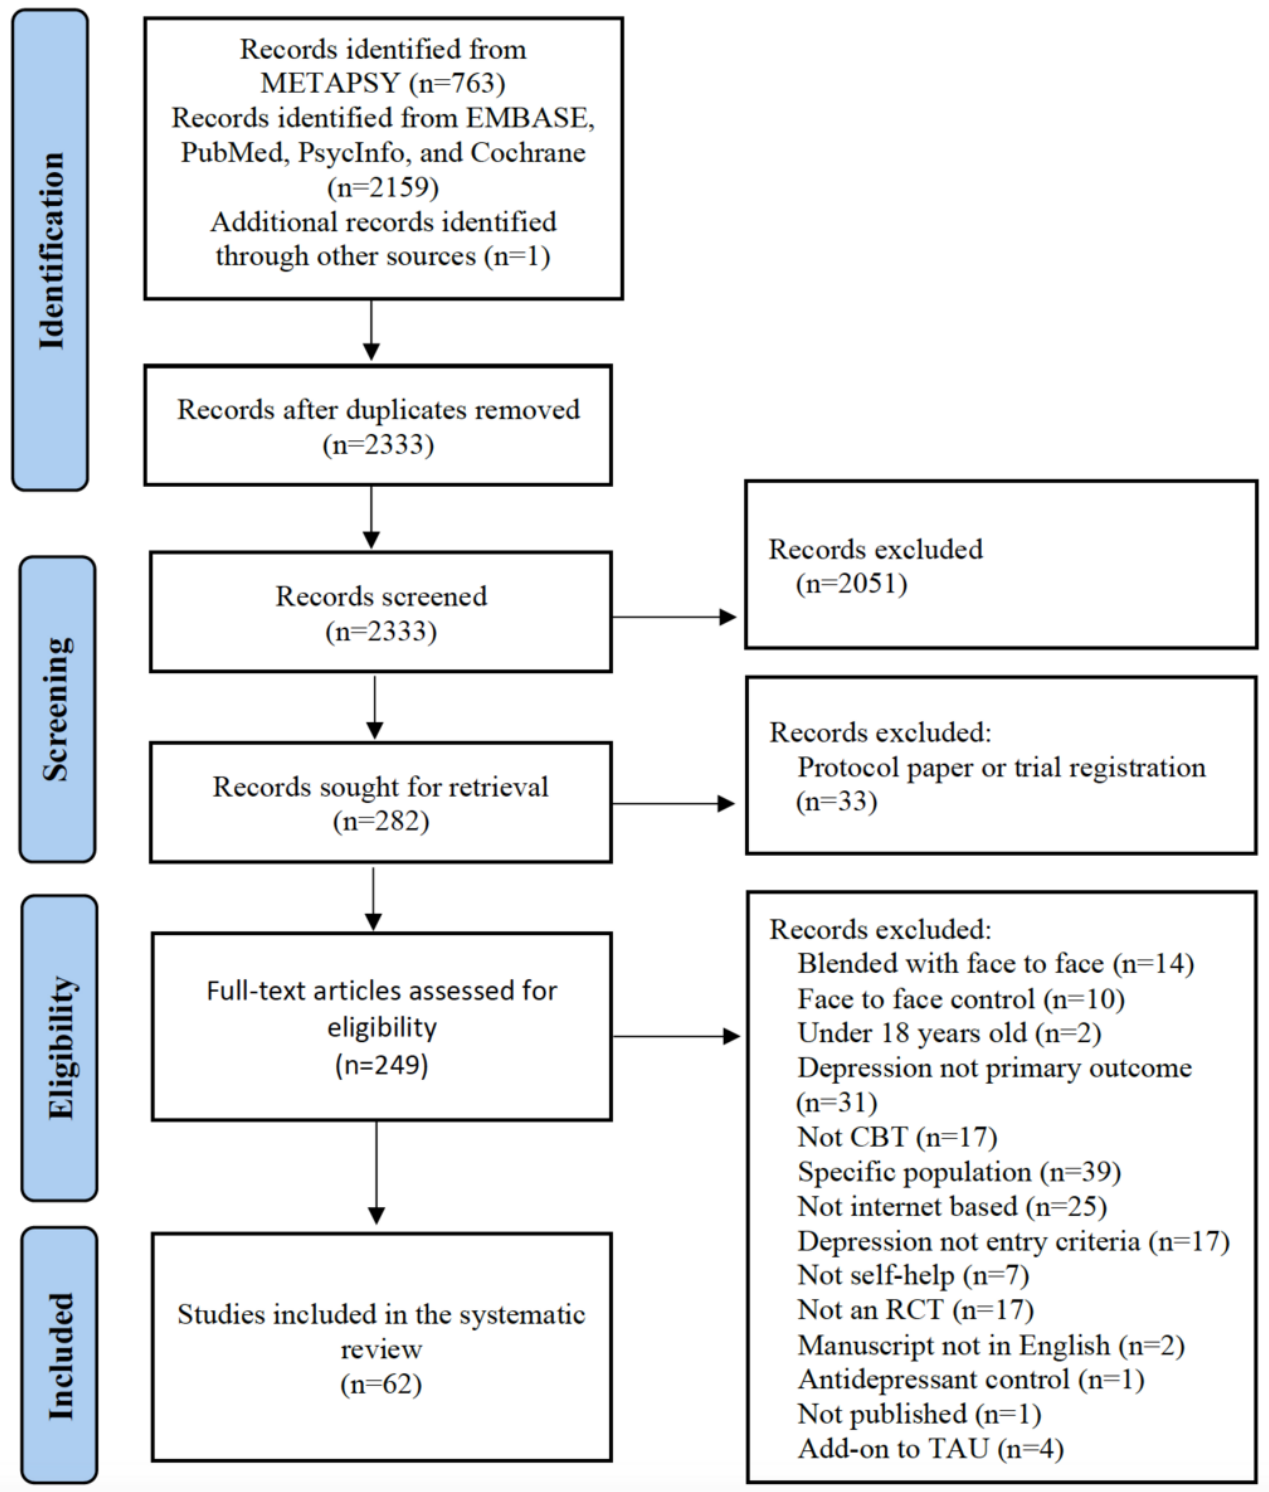 Identification
Records identified from
METAPSY (n=763)
Records identified from EMBASE,
PubMed, PsycInfo, and Cochrane
(n=2159)
Additional records identified
through other sources (n=1)
Records after duplicates removed
(n=2333)
Screening
Records screened
(n=2333)
Records excluded
(n=2051)
Records sought for retrieval
(n=282)
Records excluded:
Protocol paper or trial registration
(n=33)
Eligibility
Full-text articles assessed for
eligibility
(n=249)
Records excluded:
Blended with face to face (n=14)
Face to face control (n=10)
Under 18 years old (n=2)
Depression not primary outcome
(n=31)
Not CBT (n=17)
Specific population (n=39)
Not internet based (n=25)
Depression not entry criteria (n=17)
Not self-help (n=7)
Not an RCT (n=17)
Manuscript not in English (n=2)
Antidepressant control (n=1)
Not published (n=1)
Add-on to TAU (n=4)
Included
Studies included in the systematic
review
(n=62)